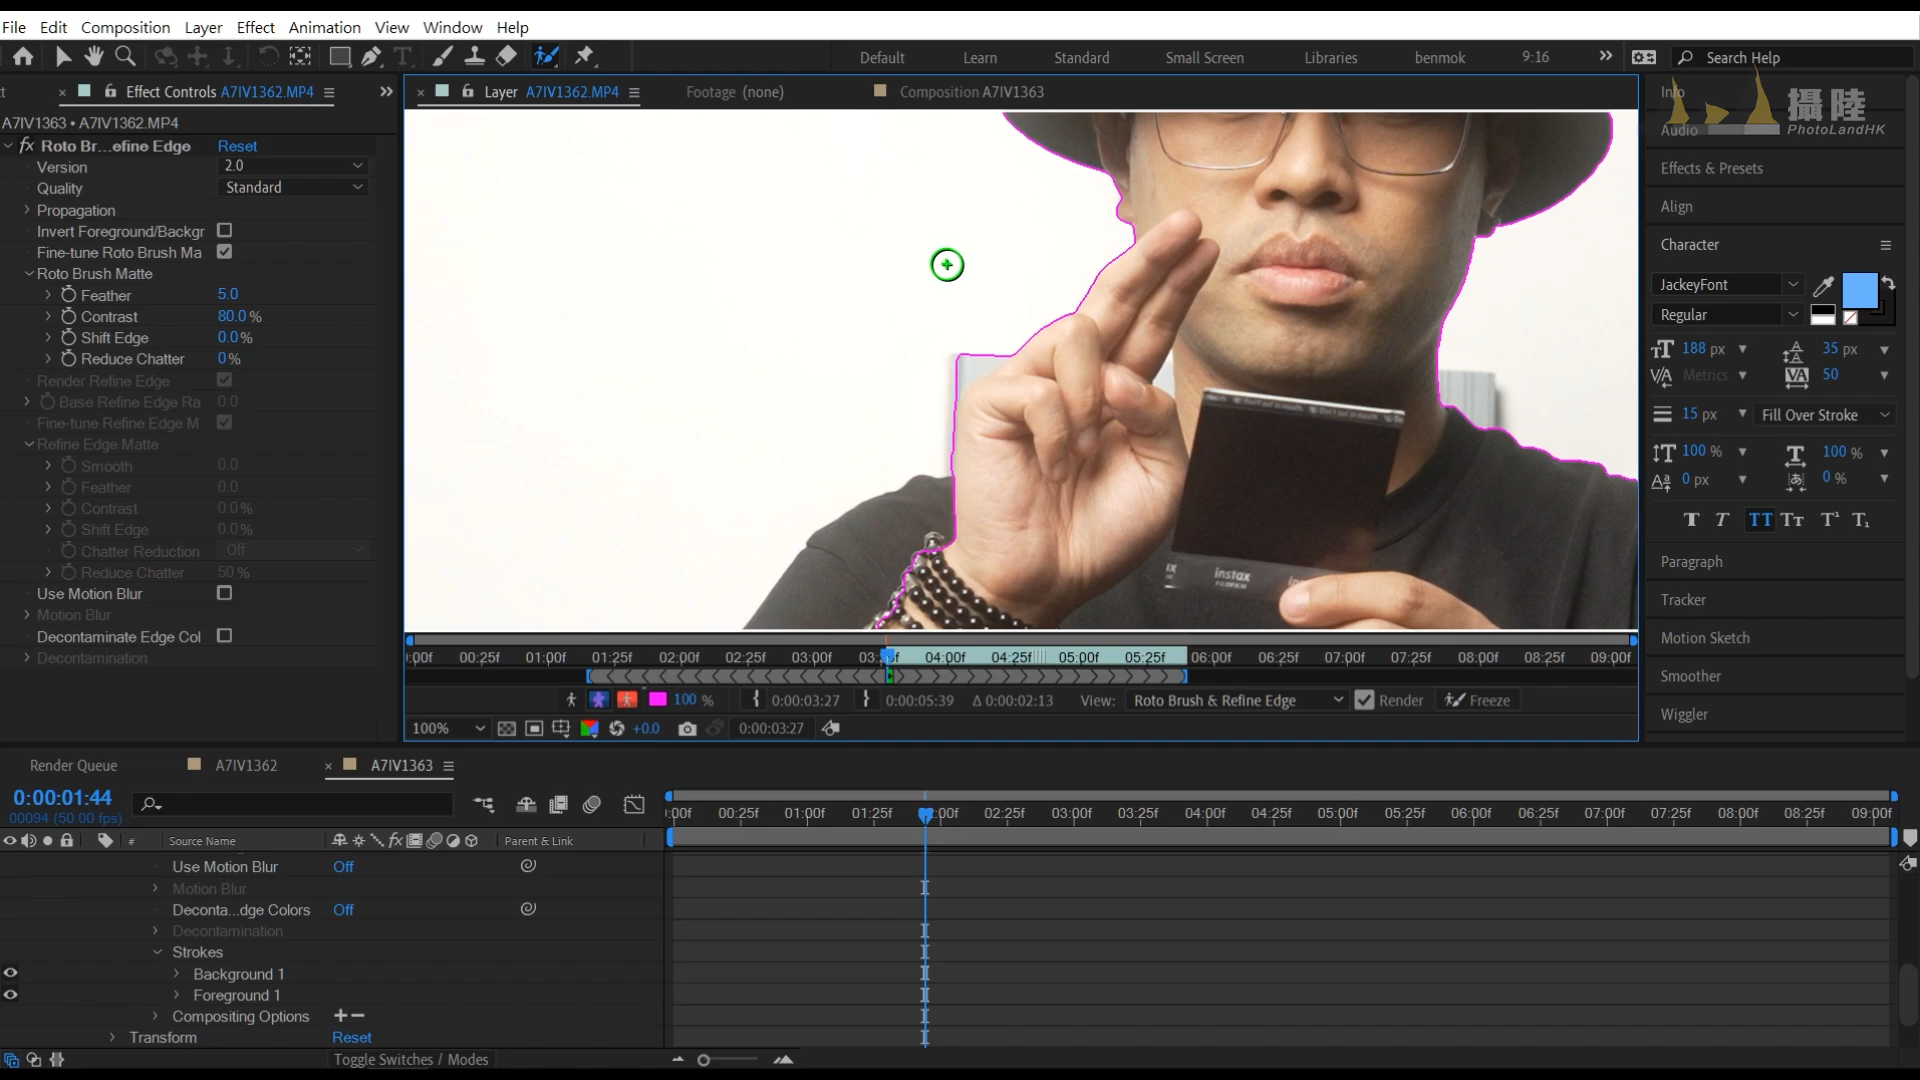 File Edit Composition Layer Effect Animation View Window Help
Default Learn Standard Small Screen Libraries benmok 9:16 Search Help
Effect Controls A7IV1362.MP4
Layer A7IV1362.MP4
Footage (none)
Composition A7IV1363
A7IV1363 • A7IV1362.MP4
fx Roto Br...efine Edge Reset
Version 2.0
Quality Standard
Propagation
Invert Foreground/Backgr
Fine-tune Roto Brush Ma
Roto Brush Matte
Feather 5.0
Contrast 80.0 %
Shift Edge 0.0 %
Reduce Chatter 0 %
Render Refine Edge
Base Refine Edge Ra 0.0
Fine-tune Refine Edge M
Refine Edge Matte
Smooth 0.0
Feather 0.0
Contrast 0.0 %
Shift Edge 0.0 %
Chatter Reduction Off
Reduce Chatter 50 %
Use Motion Blur
Motion Blur
Decontaminate Edge Col
Decontamination
instax
:00f 00:25f 01:00f 01:25f 02:00f 02:25f 03:00f 04:00f 04:25f 05:00f 05:25f 06:00f 06:25f 07:00f 07:25f 08:00f 08:25f 09:00f
100 % 0:00:03:27 0:00:05:39 Δ 0:00:02:13 View: Roto Brush & Refine Edge Render Freeze
100% +0.0 0:00:03:27
Info
攝陸
PhotoLandHK
Audio
Effects & Presets
Align
Character
JackeyFont
Regular
188 px 35 px
Metrics 50
15 px Fill Over Stroke
100 % 100 %
0 px 0 %
T T TT Tт T¹ T₁
Paragraph
Tracker
Motion Sketch
Smoother
Wiggler
Render Queue A7IV1362 A7IV1363
0:00:01:44
00094 (50.00 fps)
:00f 00:25f 01:00f 01:25f 2:00f 02:25f 03:00f 03:25f 04:00f 04:25f 05:00f 05:25f 06:00f 06:25f 07:00f 07:25f 08:00f 08:25f 09:00f
# Source Name fx Parent & Link
Use Motion Blur Off
Motion Blur
Deconta...dge Colors Off
Decontamination
Strokes
Background 1
Foreground 1
Compositing Options
Transform Reset
Toggle Switches / Modes